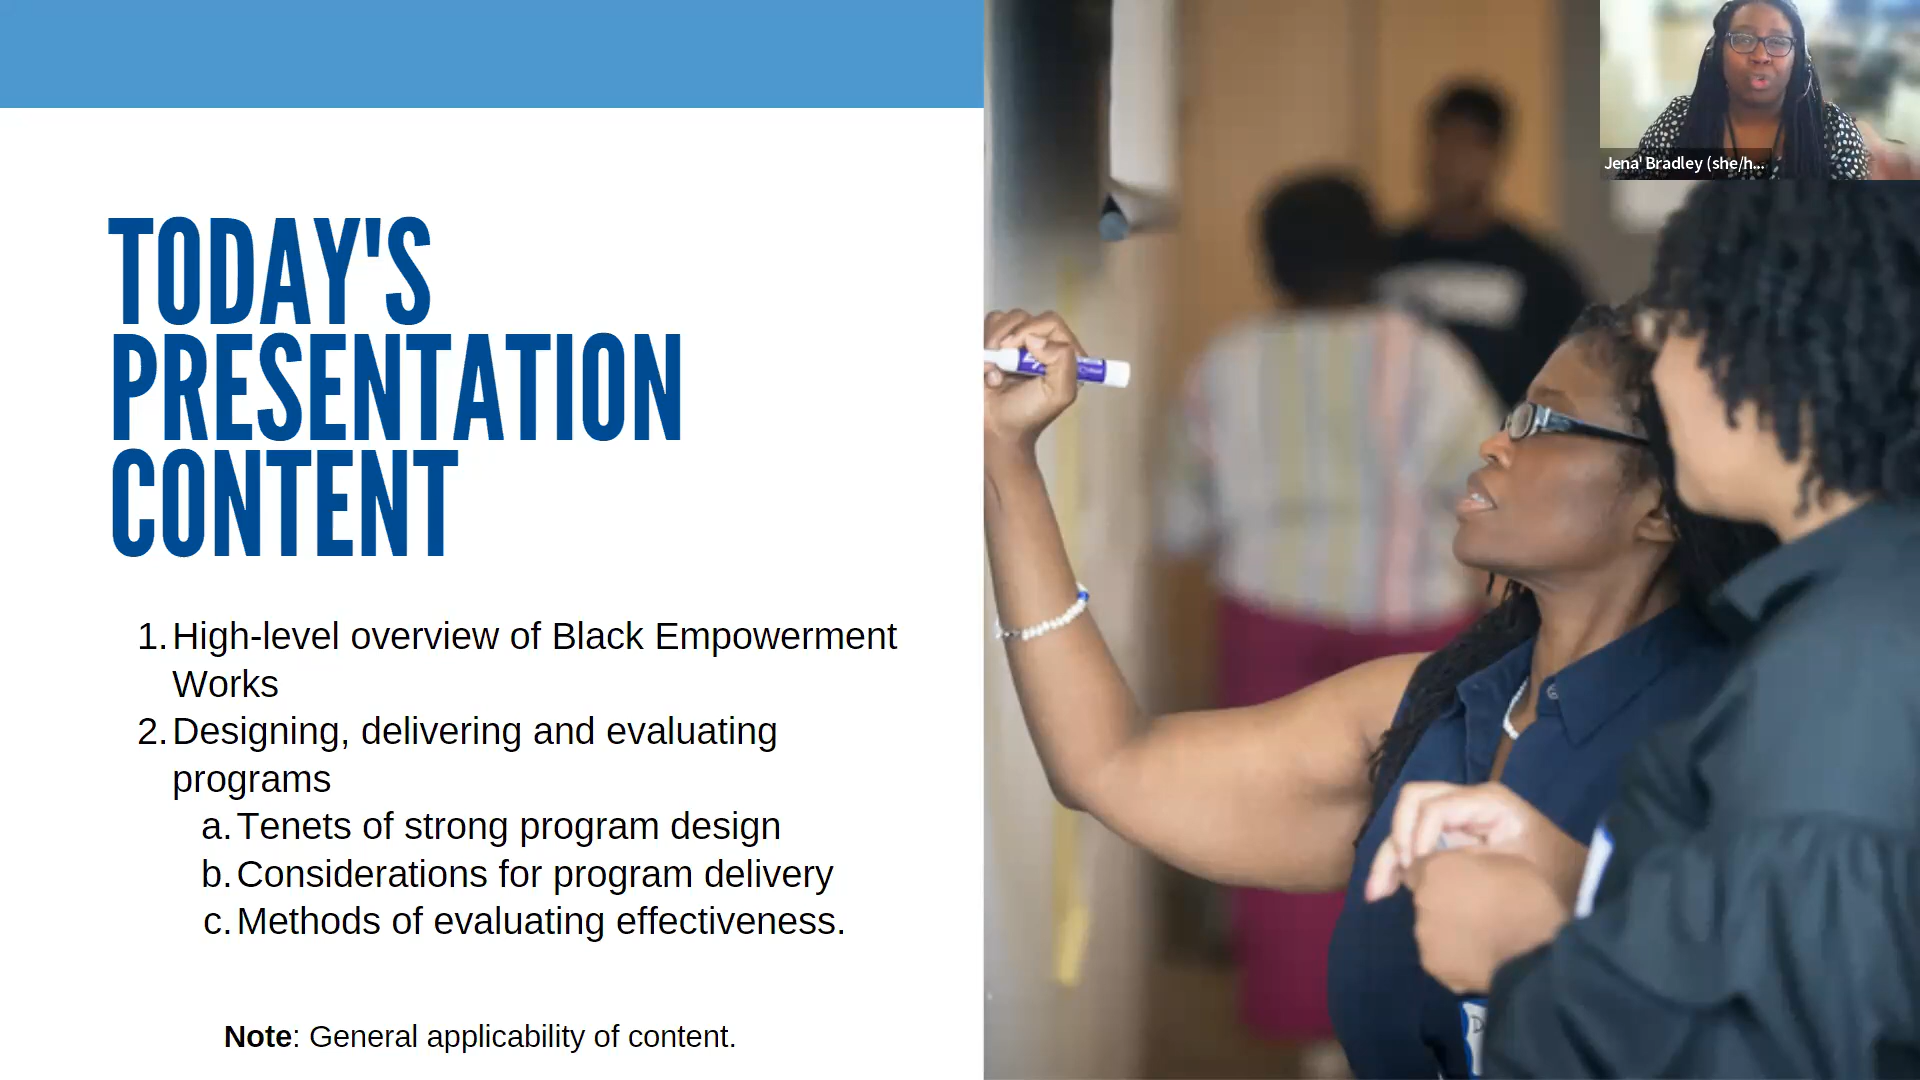 Jena' Bradley (she/h...
TODAY'S
PRESENTATION
CONTENT
1. High-level overview of Black Empowerment
Works
2. Designing, delivering and evaluating
programs
a. Tenets of strong program design
b. Considerations for program delivery
c. Methods of evaluating effectiveness.
Note: General applicability of content.